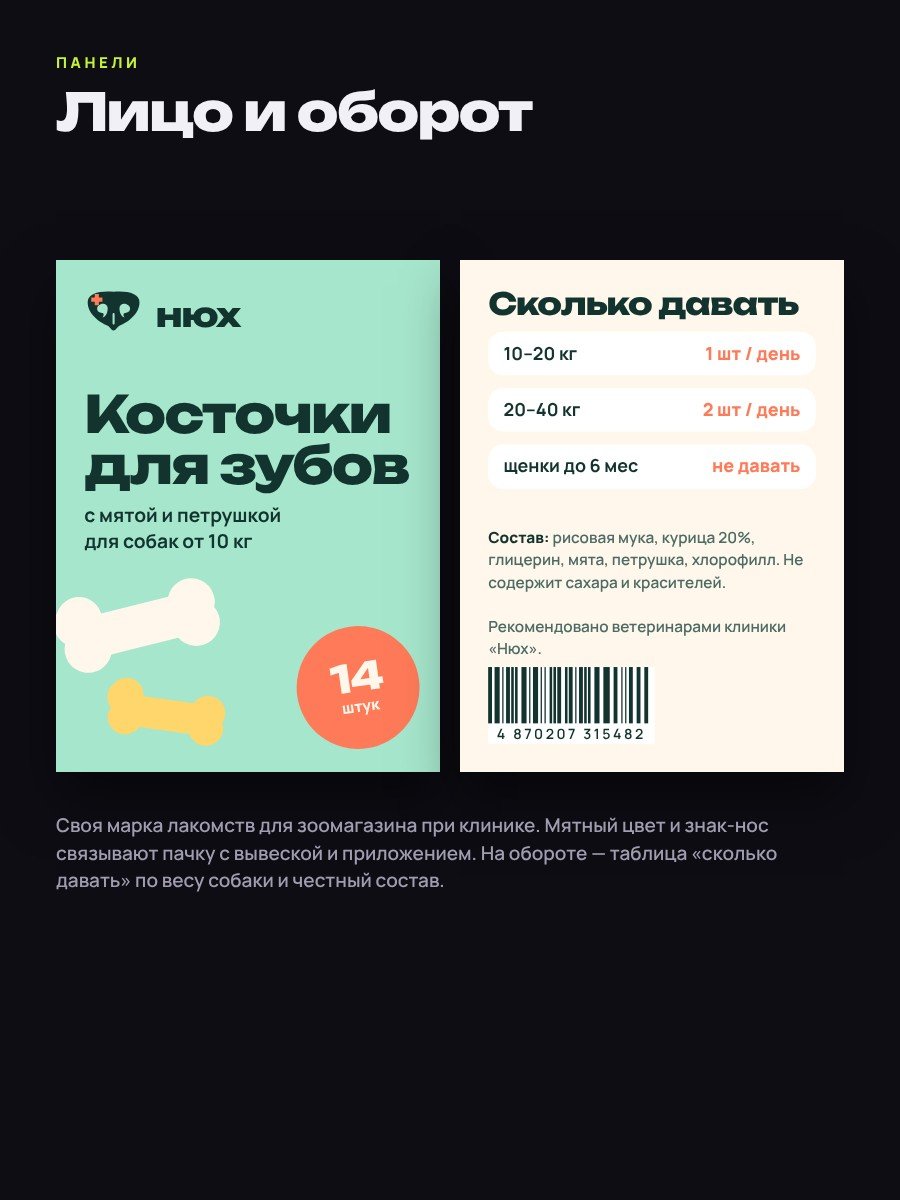 ПАНЕЛИ
Лицо и оборот
нюх
Косточки
для зубов
с мятой и петрушкой
для собак от 10 кг
14
штук
Сколько давать
10–20 кг 1 шт / день
20–40 кг 2 шт / день
щенки до 6 мес не давать
Состав: рисовая мука, курица 20%,
глицерин, мята, петрушка, хлорофилл. Не
содержит сахара и красителей.
Рекомендовано ветеринарами клиники
«Нюх».
4 870207 315482
Своя марка лакомств для зоомагазина при клинике. Мятный цвет и знак-нос
связывают пачку с вывеской и приложением. На обороте — таблица «сколько
давать» по весу собаки и честный состав.